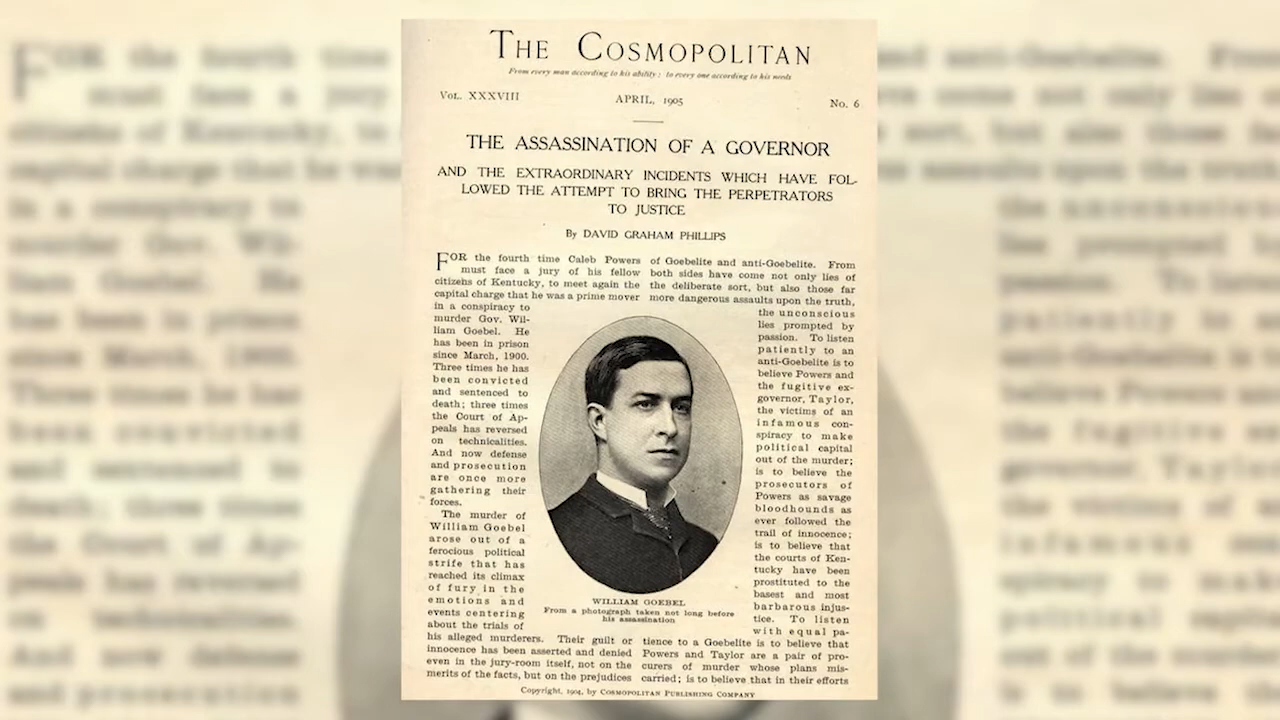 THE COSMOPOLITAN
From every man according to his ability: to every one according to his needs
VOL. XXXVIII APRIL, 1905 No. 6
THE ASSASSINATION OF A GOVERNOR
AND THE EXTRAORDINARY INCIDENTS WHICH HAVE FOL-
LOWED THE ATTEMPT TO BRING THE PERPETRATORS
TO JUSTICE
By DAVID GRAHAM PHILLIPS
FOR the fourth time Caleb Powers
must face a jury of his fellow
citizens of Kentucky, to meet again the
capital charge that he was a prime mover
in a conspiracy to
murder Gov. Wil-
liam Goebel. He
has been in prison
since March, 1900.
Three times he has
been convicted
and sentenced to
death; three times
the Court of Ap-
peals has reversed
on technicalities.
And now defense
and prosecution
are once more
gathering their
forces.
The murder of
William Goebel
arose out of a
ferocious political
strife that has
reached its climax
of fury in the
emotions and
events centering
about the trials of
his alleged murderers. Their guilt or
innocence has been asserted and denied
even in the jury-room itself, not on the
merits of the facts, but on the prejudices
of Goebelite and anti-Goebelite. From
both sides have come not only lies of
the deliberate sort, but also those far
more dangerous assaults upon the truth,
the unconscious
lies prompted by
passion. To listen
patiently to an
anti-Goebelite is to
believe Powers and
the fugitive ex-
governor, Taylor,
the victims of an
infamous con-
spiracy to make
political capital
out of the murder;
is to believe the
prosecutors of
Powers as savage
bloodhounds as
ever followed the
trail of innocence;
is to believe that
the courts of Ken-
tucky have been
prostituted to the
basest and most
barbarous injus-
tice. To listen
with equal pa-
tience to a Goebelite is to believe that
Powers and Taylor are a pair of pro-
curers of murder whose plans mis-
carried; is to believe that in their efforts
WILLIAM GOEBEL
From a photograph taken not long before
his assassination
Copyright, 1904, by COSMOPOLITAN PUBLISHING COMPANY